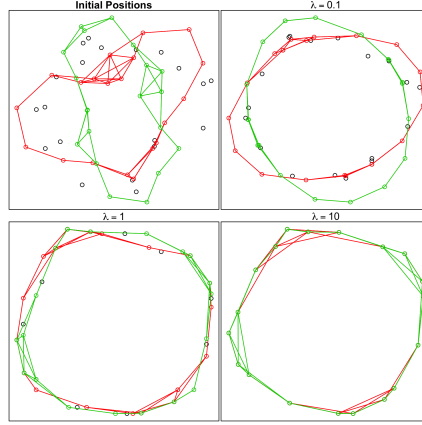 Initial Positions
λ = 0.1
λ = 1
λ = 10